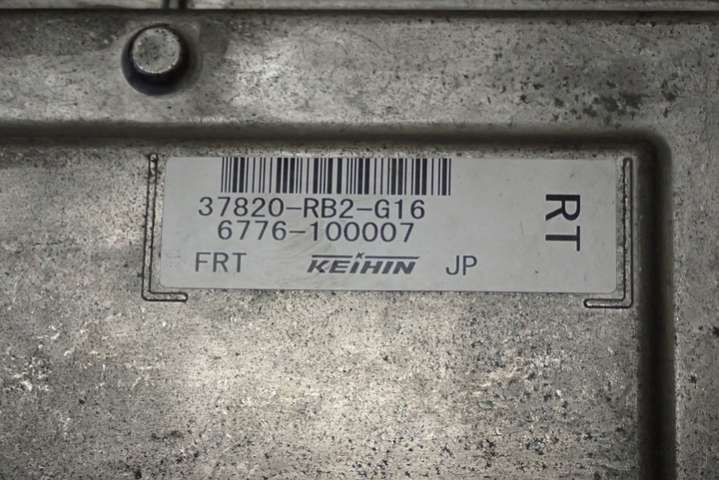 37820-RB2-G16
6776-100007
FRT KEIHIN JP
RT